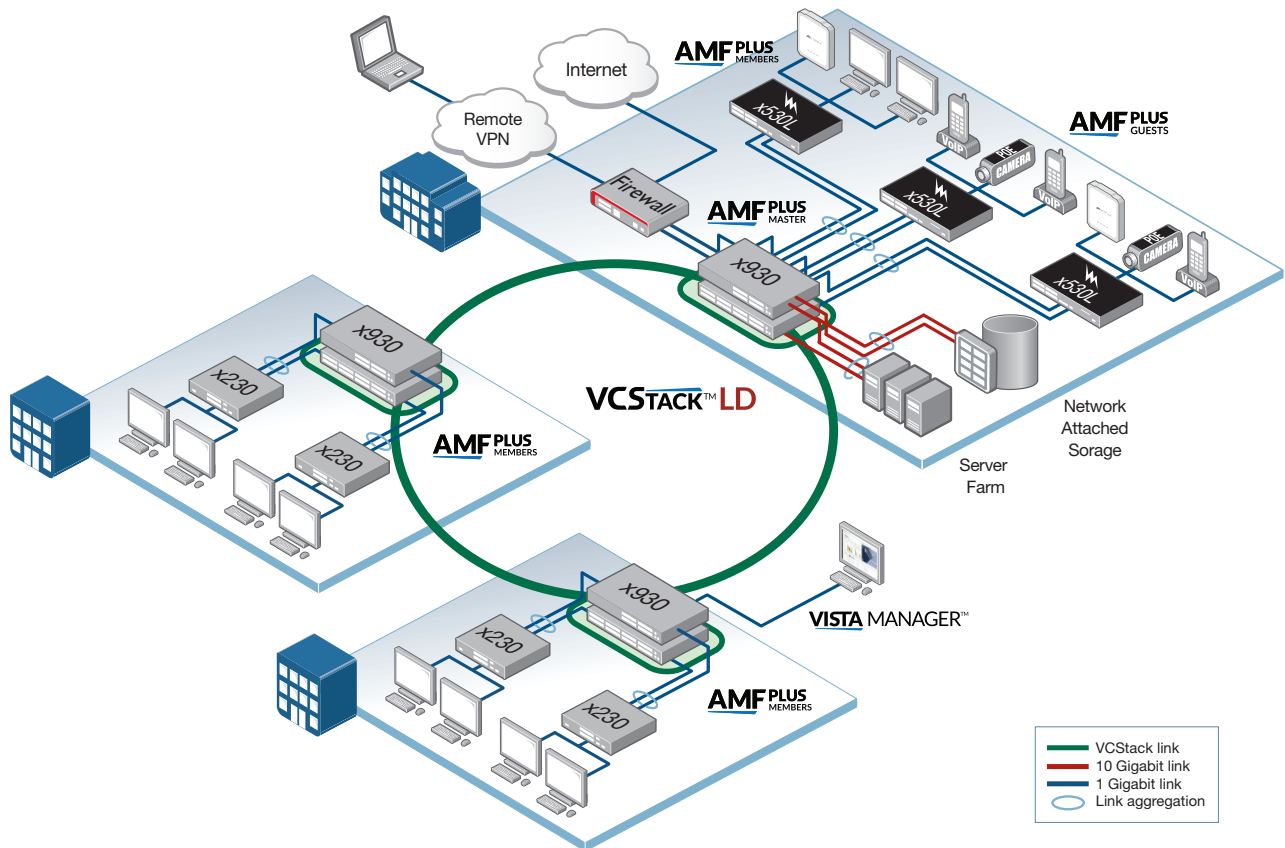 Internet
Remote
VPN
AMF PLUS
MEMBERS
x530L
VoIP
POE
CAMERA
VoIP
AMF PLUS
GUESTS
x530L
POE
CAMERA
VoIP
x530L
Firewall
AMF PLUS
MASTER
x930
Network
Attached
Sorage
Server
Farm
x930
x230
x230
AMF PLUS
MEMBERS
VCSTACK™ LD
x930
x230
x230
AMF PLUS
MEMBERS
VISTA MANAGER™
VCStack link
10 Gigabit link
1 Gigabit link
Link aggregation